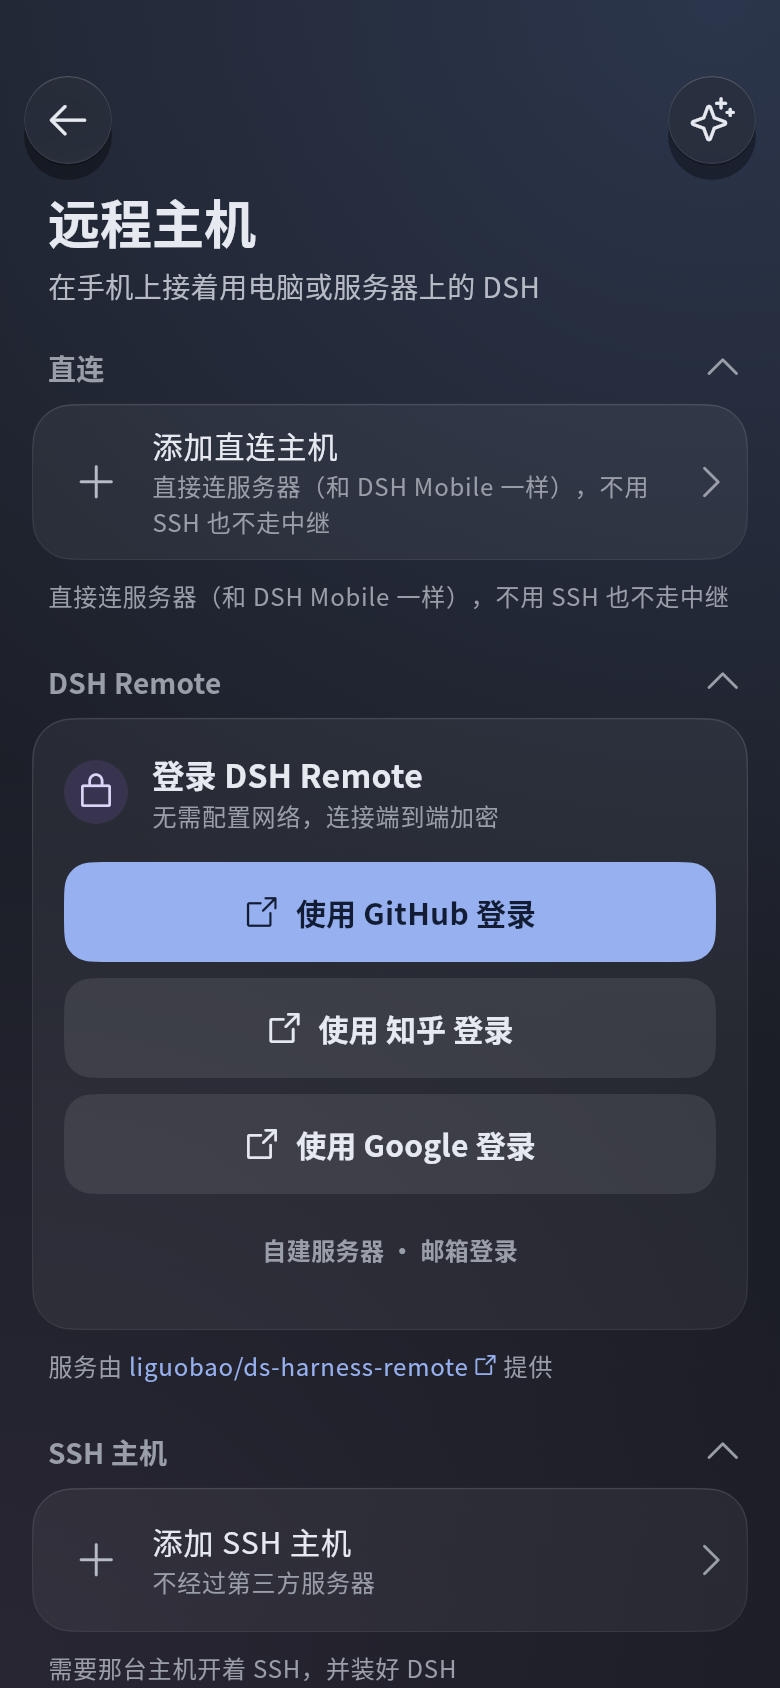 远程主机
在手机上接着用电脑或服务器上的 DSH
直连
添加直连主机
直接连服务器（和 DSH Mobile 一样），不用
SSH 也不走中继
直接连服务器（和 DSH Mobile 一样），不用 SSH 也不走中继
DSH Remote
登录 DSH Remote
无需配置网络，连接端到端加密
使用 GitHub 登录
使用 知乎 登录
使用 Google 登录
自建服务器 · 邮箱登录
服务由 liguobao/ds-harness-remote 提供
SSH 主机
添加 SSH 主机
不经过第三方服务器
需要那台主机开着 SSH，并装好 DSH